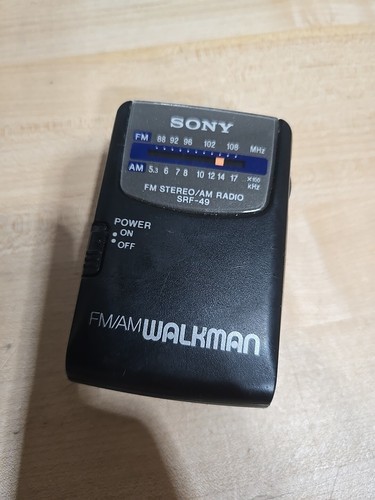 SONY
FM 88 92 96 102 108 MHz
AM 5.3 6 7 8 10 12 14 17 x100 kHz
FM STEREO/AM RADIO
SRF-49
POWER
ON
OFF
FM/AM WALKMAN